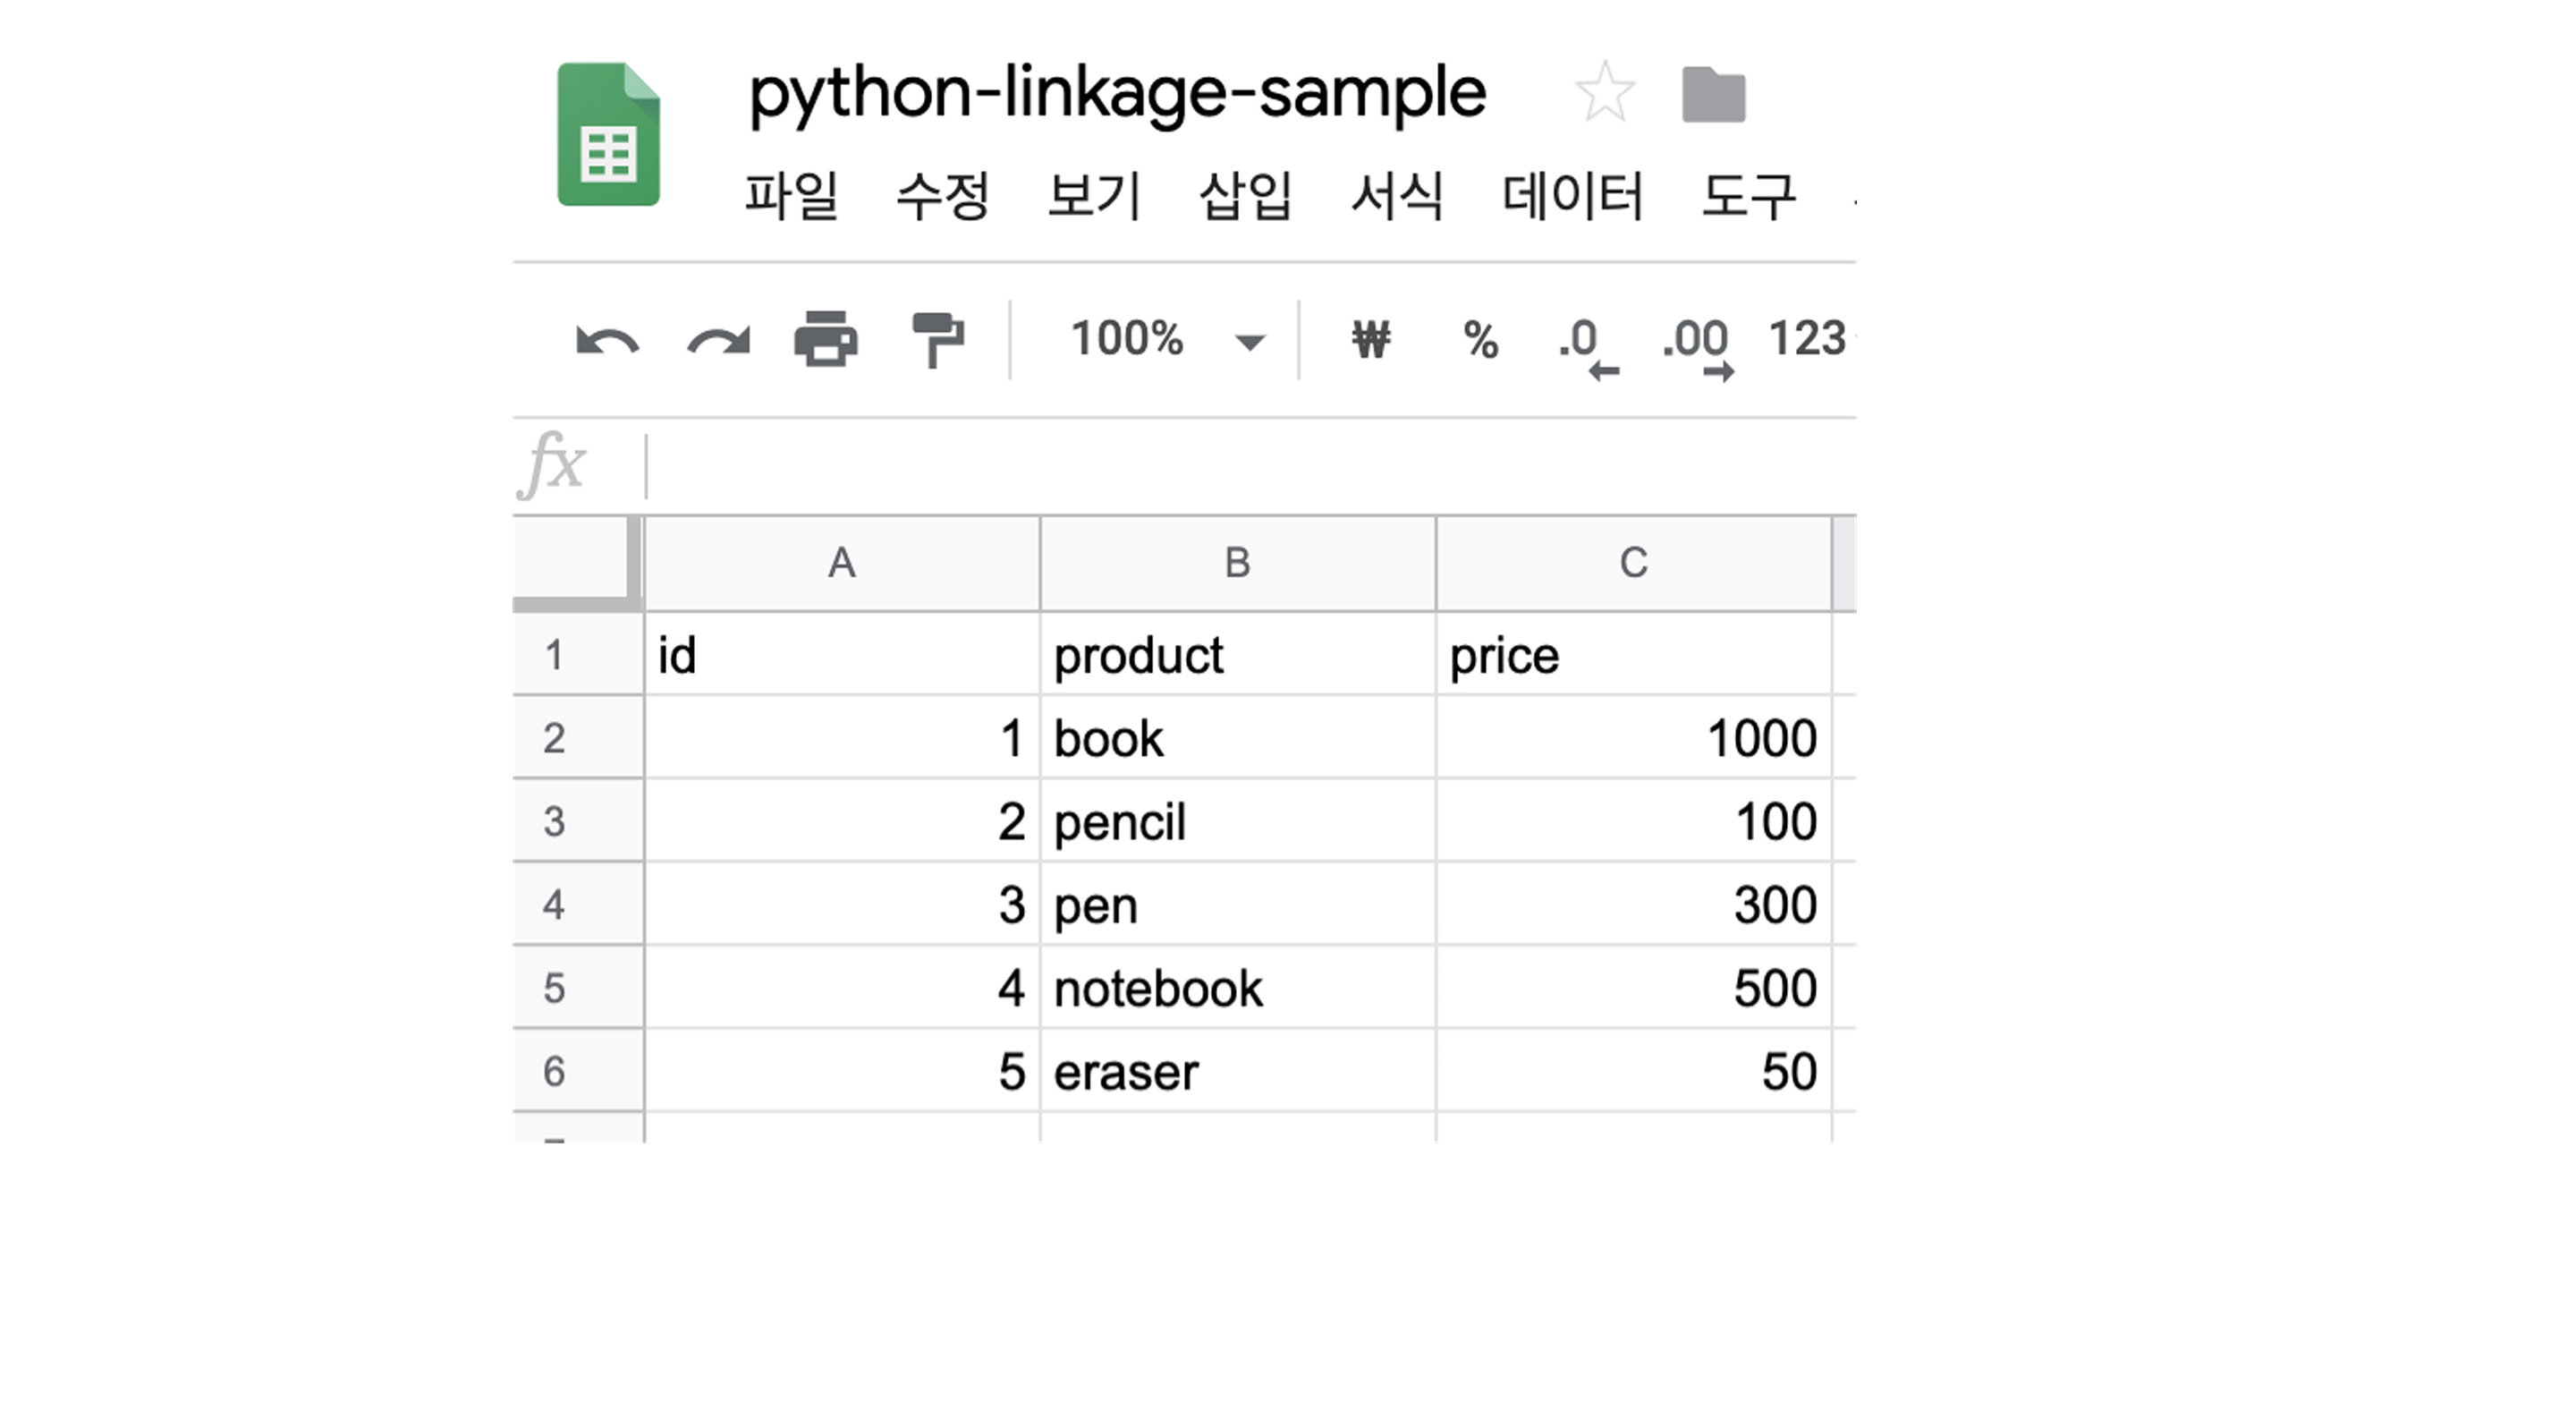 python-linkage-sample
파일 수정 보기 삽입 서식 데이터 도구
100% ₩ % .0 .00 123
fx
A B C
1 id product price
2 1 book 1000
3 2 pencil 100
4 3 pen 300
5 4 notebook 500
6 5 eraser 50